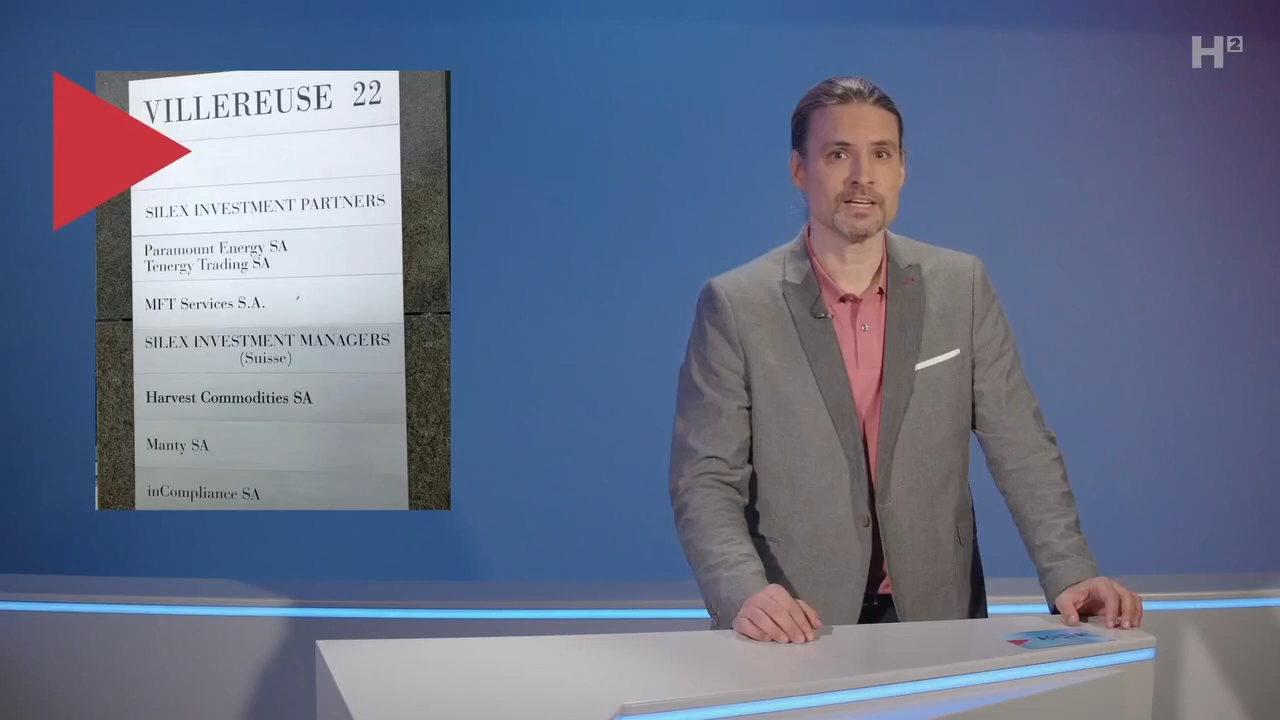 H2
VILLEREUSE 22
SILEX INVESTMENT PARTNERS
Paramount Energy SA
Tenergy Trading SA
MFT Services S.A.
SILEX INVESTMENT MANAGERS
(Suisse)
Harvest Commodities SA
Manty SA
inCompliance SA